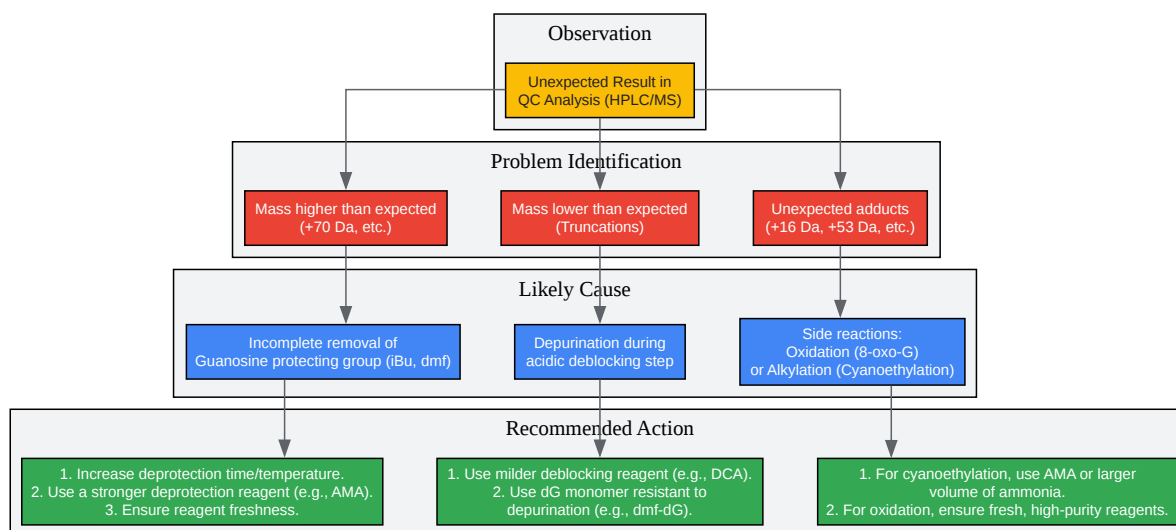 Observation
Unexpected Result in
QC Analysis (HPLC/MS)
Problem Identification
Mass higher than expected
(+70 Da, etc.)
Mass lower than expected
(Truncations)
Unexpected adducts
(+16 Da, +53 Da, etc.)
Likely Cause
Incomplete removal of
Guanosine protecting group (iBu, dmf)
Depurination during
acidic deblocking step
Side reactions:
Oxidation (8-oxo-G)
or Alkylation (Cyanoethylation)
Recommended Action
1. Increase deprotection time/temperature.
2. Use a stronger deprotection reagent (e.g., AMA).
3. Ensure reagent freshness.
1. Use milder deblocking reagent (e.g., DCA).
2. Use dG monomer resistant to
depurination (e.g., dmf-dG).
1. For cyanoethylation, use AMA or larger
volume of ammonia.
2. For oxidation, ensure fresh, high-purity reagents.